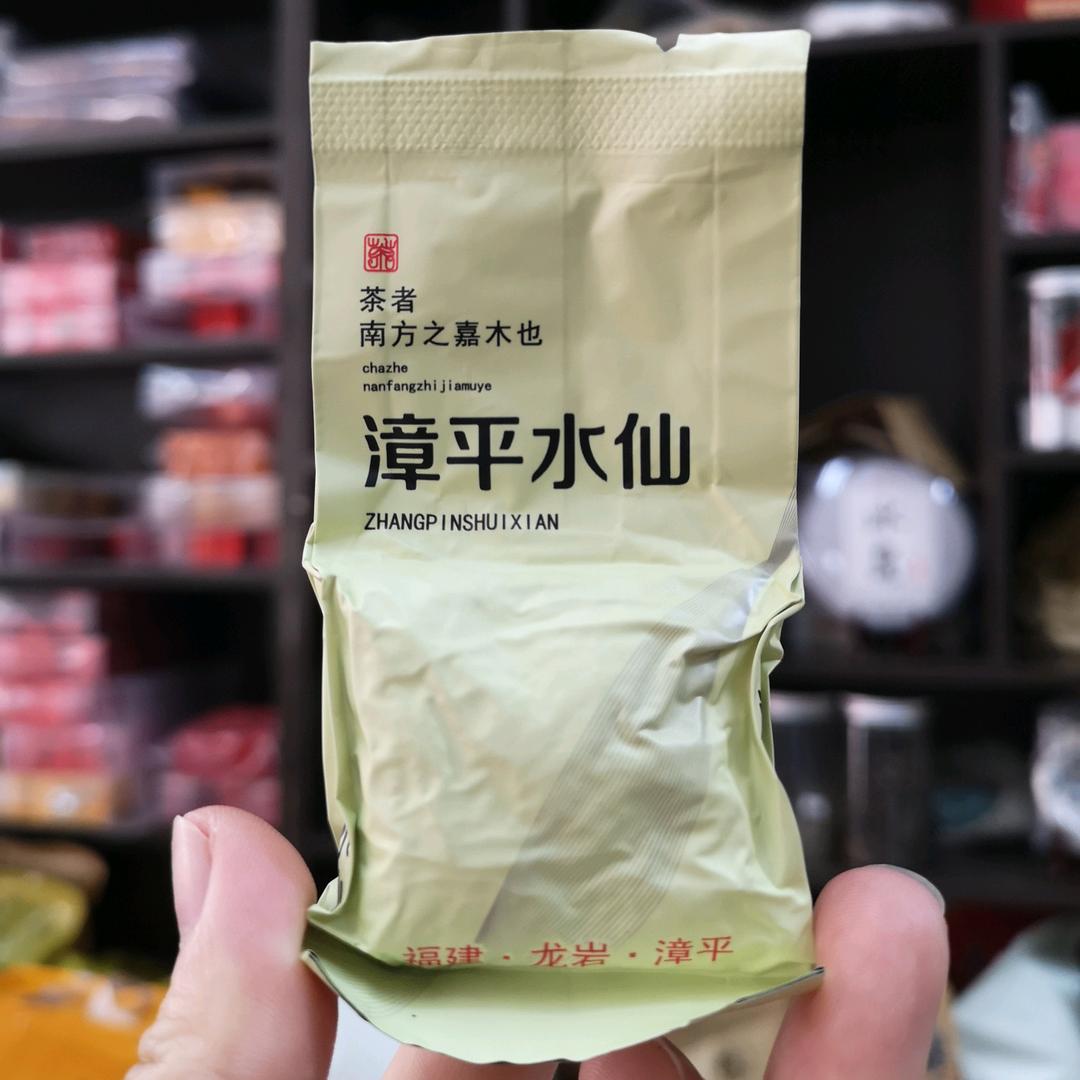 茶者
南方之嘉木也
chazhe
nanfangzhijiamuye
漳平水仙
ZHANGPINSHUIXIAN
福建·龙岩·漳平